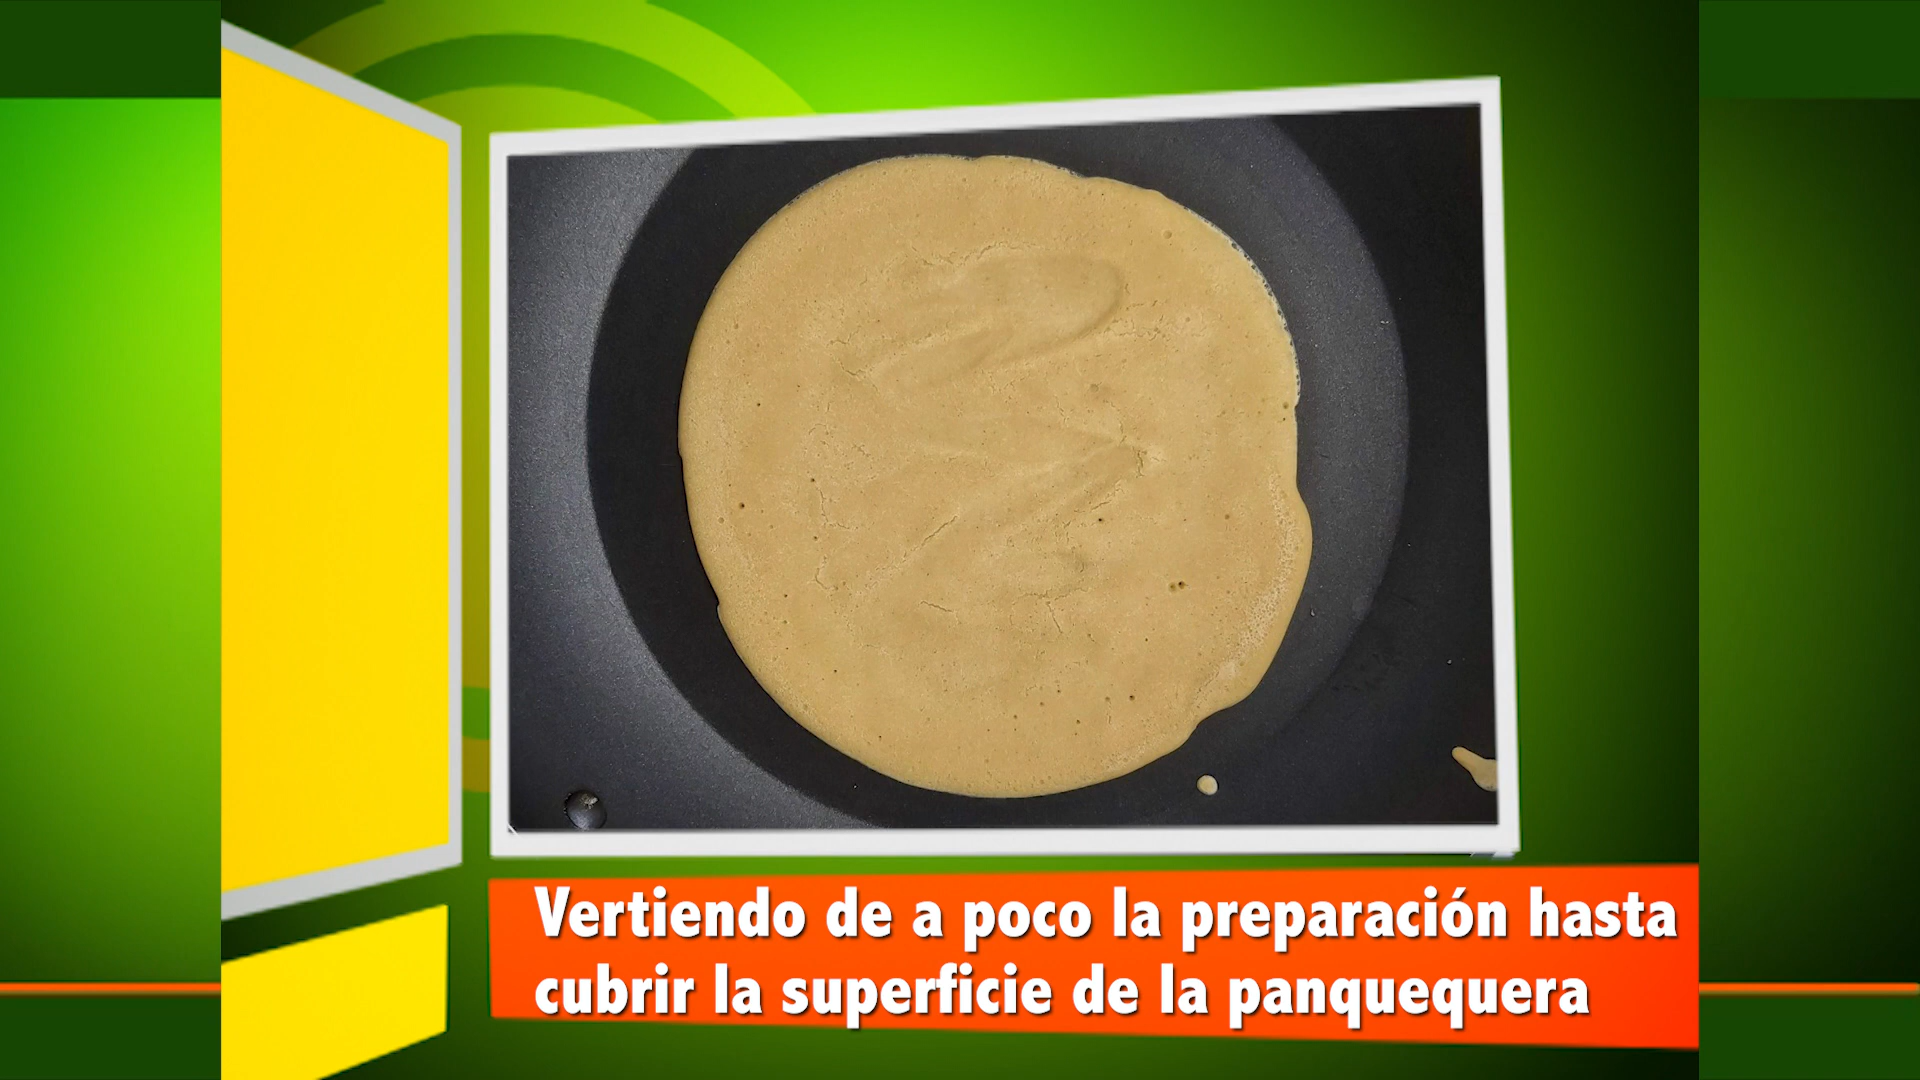 Vertiendo de a poco la preparación hasta
cubrir la superficie de la panquequera